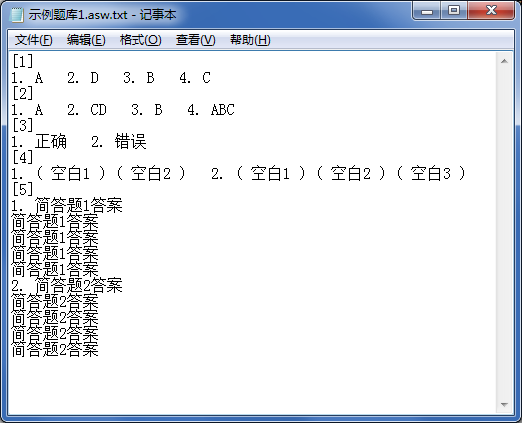 示例题库1.asw.txt - 记事本
文件(F) 编辑(E) 格式(O) 查看(V) 帮助(H)
[1]
1. A 2. D 3. B 4. C
[2]
1. A 2. CD 3. B 4. ABC
[3]
1. 正确 2. 错误
[4]
1. ( 空白1 ) ( 空白2 ) 2. ( 空白1 ) ( 空白2 ) ( 空白3 )
[5]
1. 简答题1答案
简答题1答案
简答题1答案
简答题1答案
简答题1答案
2. 简答题2答案
简答题2答案
简答题2答案
简答题2答案
简答题2答案